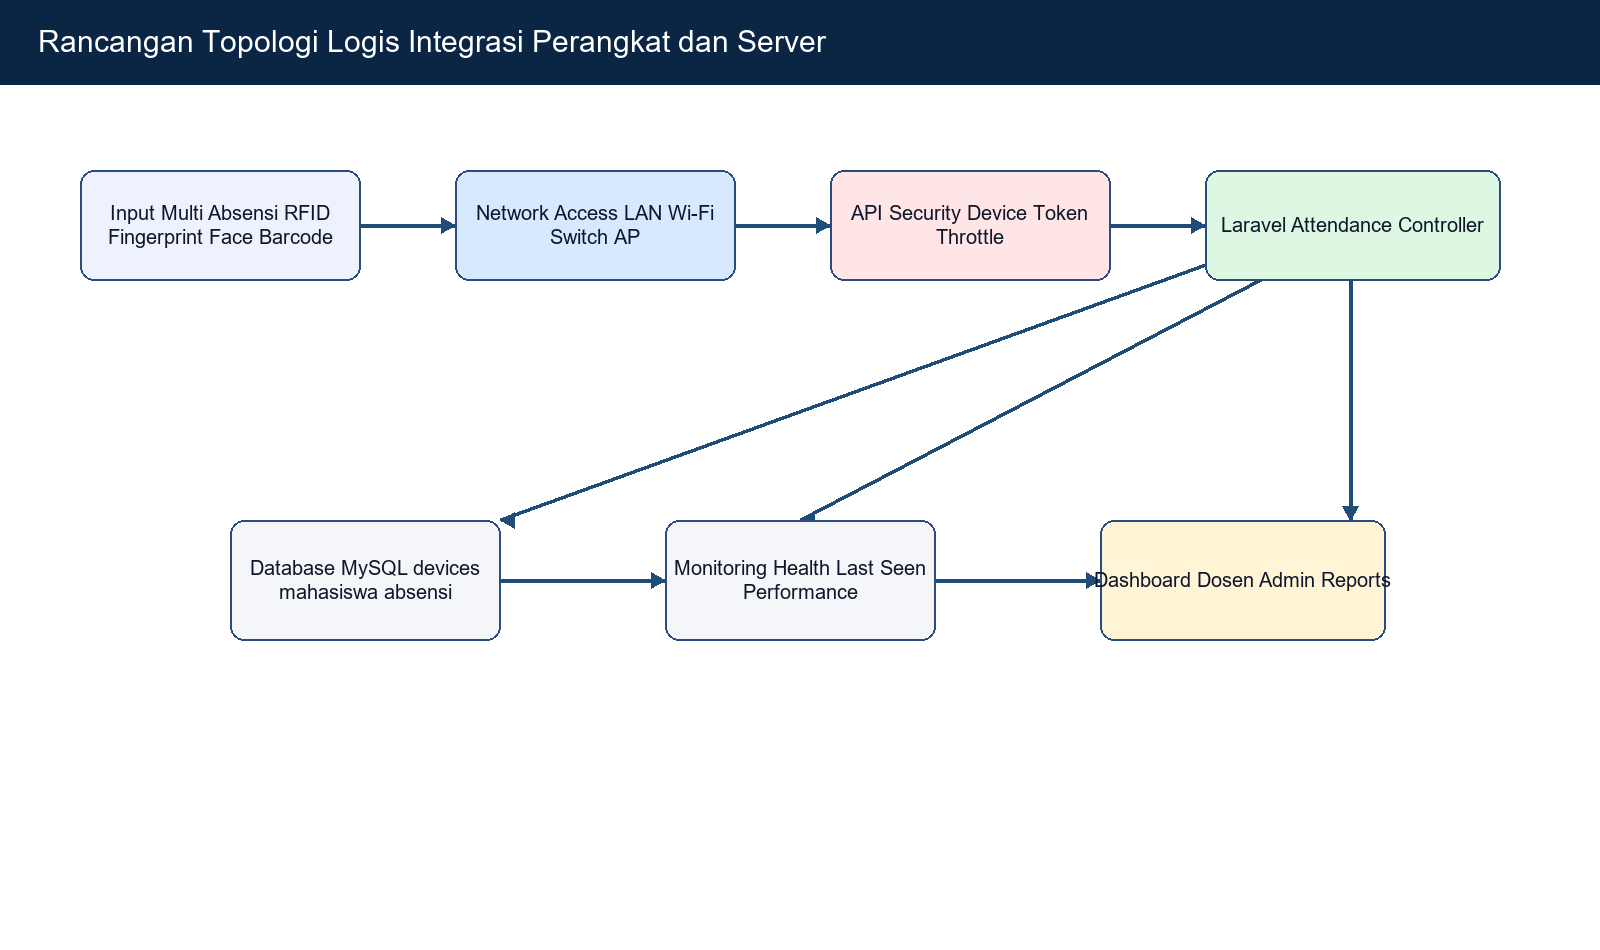 Rancangan Topologi Logis Integrasi Perangkat dan Server
Input Multi Absensi RFID
Fingerprint Face Barcode
Network Access LAN Wi-Fi
Switch AP
API Security Device Token
Throttle
Laravel Attendance Controller
Database MySQL devices
mahasiswa absensi
Monitoring Health Last Seen
Performance
Dashboard Dosen Admin Reports